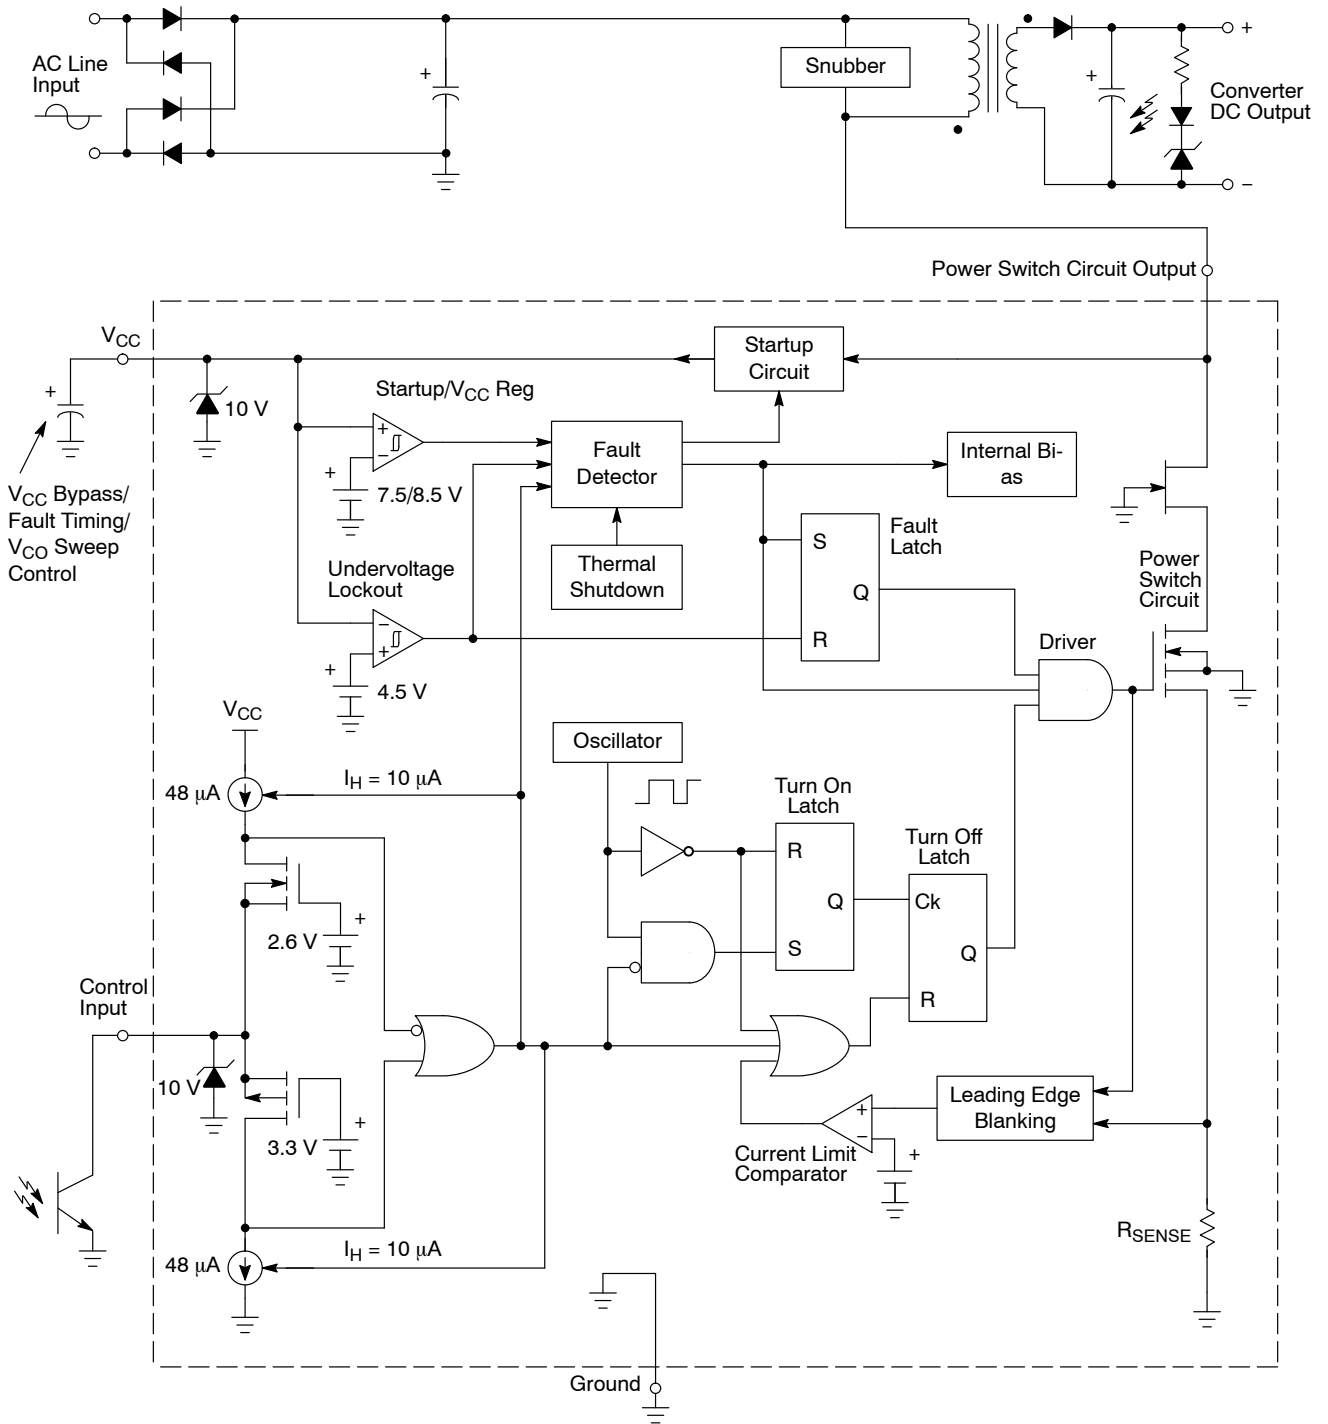 AC Line
Input
+
Snubber
+
+
Converter
DC Output
−
Power Switch Circuit Output
VCC
Startup
Circuit
+
10 V
Startup/VCC Reg
+
−
+
7.5/8.5 V
Fault
Detector
Internal Bi-
as
VCC Bypass/
Fault Timing/
VCO Sweep
Control
Thermal
Shutdown
Fault
Latch
S
Q
R
Undervoltage
Lockout
−
+
+
4.5 V
Power
Switch
Circuit
Driver
VCC
Oscillator
48 μA
IH = 10 μA
Turn On
Latch
R
Q
S
Turn Off
Latch
Ck
Q
R
+
2.6 V
Control
Input
10 V
+
3.3 V
Leading Edge
Blanking
+
−
+
Current Limit
Comparator
RSENSE
48 μA
IH = 10 μA
Ground